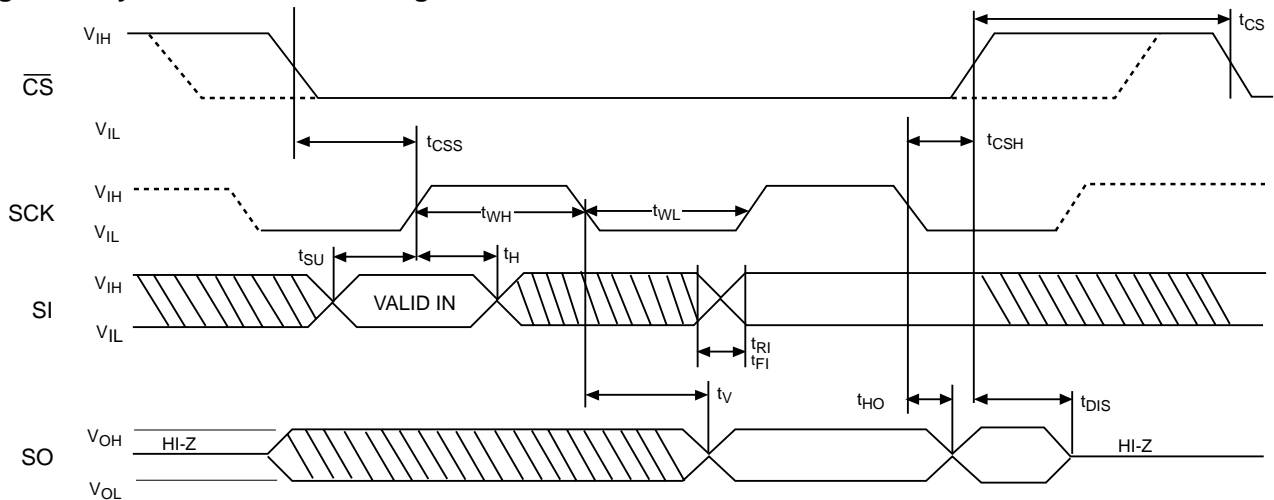 tCS
VIH
CS
VIL
tCSS
tCSH
VIH
SCK
VIL
tWH
tWL
tSU
tH
VIH
SI
VALID IN
VIL
tRI
tFI
tV
tHO
tDIS
VOH
HI-Z
HI-Z
SO
VOL